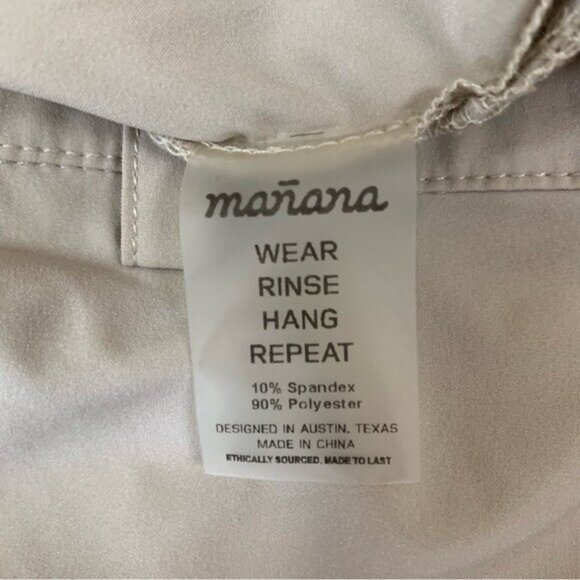 mañana
WEAR
RINSE
HANG
REPEAT
10% Spandex
90% Polyester
DESIGNED IN AUSTIN, TEXAS
MADE IN CHINA
ETHICALLY SOURCED, MADE TO LAST